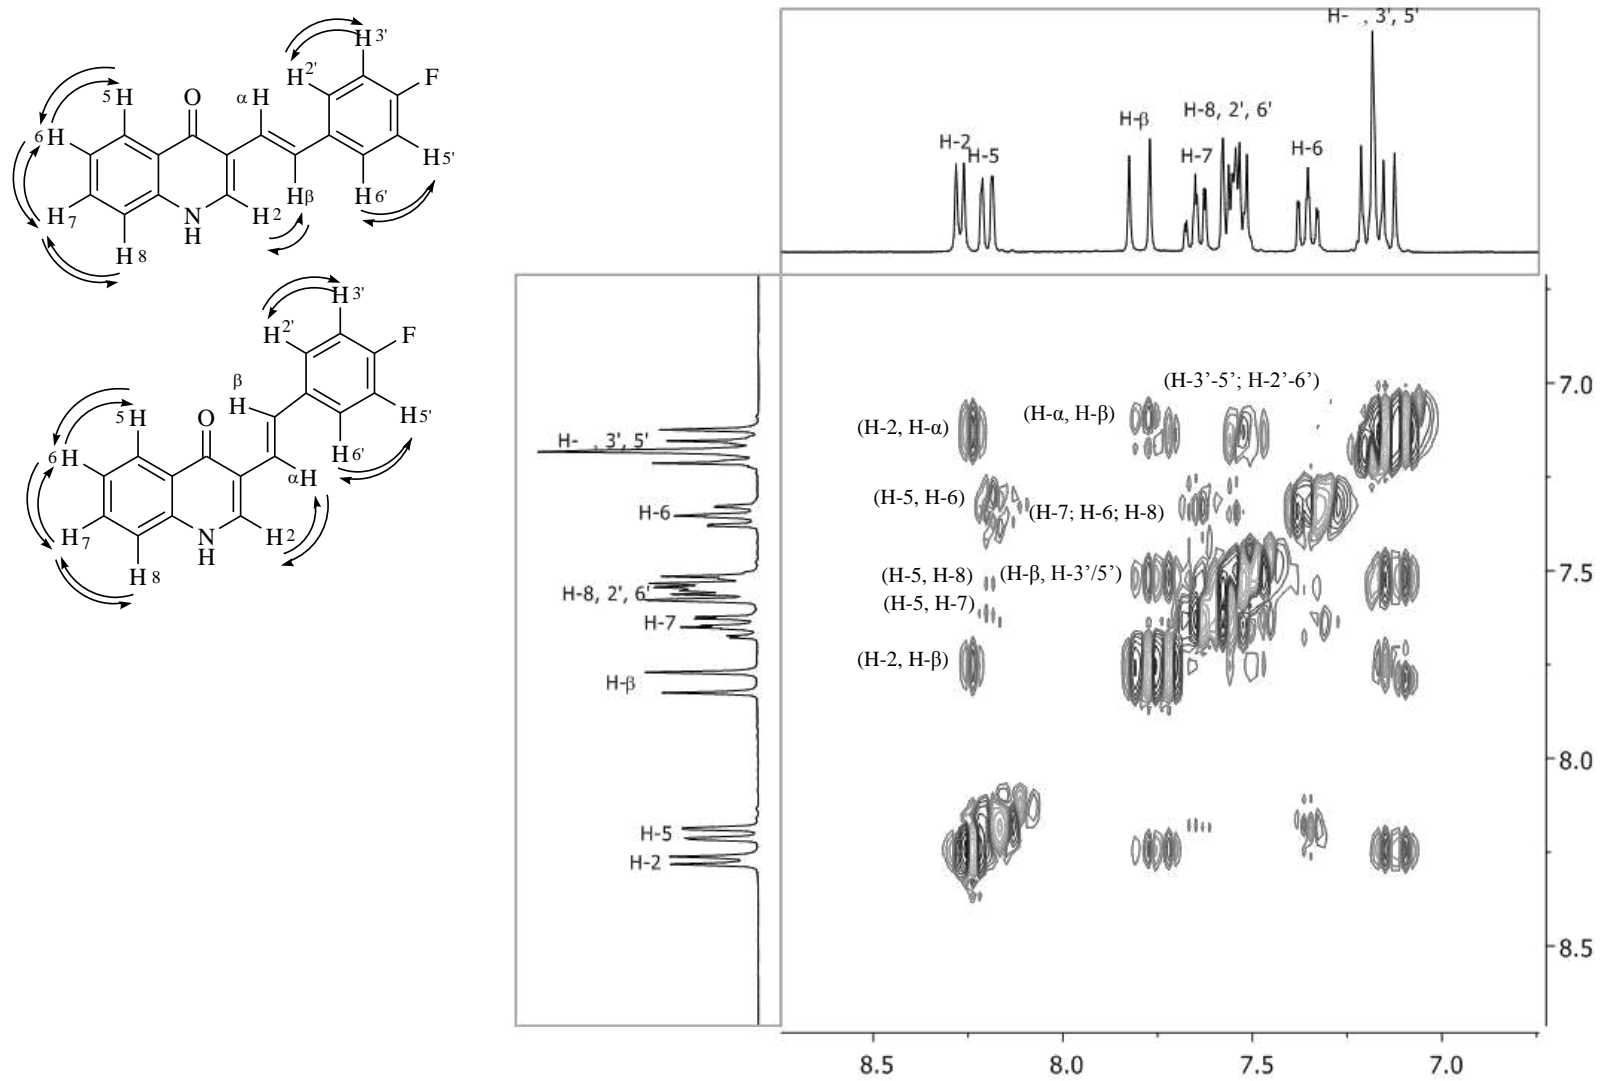 H 3'
H 2'
F
α H
O
5 H
6 H
H 5'
H 7
N
H
H 2
H β
H 6'
H 8
H 3'
H 2'
F
β
H
O
5 H
H 5'
6 H
H 6'
α H
H 7
N
H
H 2
H 8
H- , 3', 5'
H-β
H-8, 2', 6'
H-2
H-5
H-7
H-6
H- , 3', 5'
H-6
H-8, 2', 6'
H-7
H-β
H-5
H-2
(H-3’-5’; H-2’-6’)
(H-2, H-α)
(H-α, H-β)
(H-5, H-6)
(H-7; H-6; H-8)
(H-5, H-8)
(H-β, H-3’/5’)
(H-5, H-7)
(H-2, H-β)
7.0
7.5
8.0
8.5
8.5 8.0 7.5 7.0